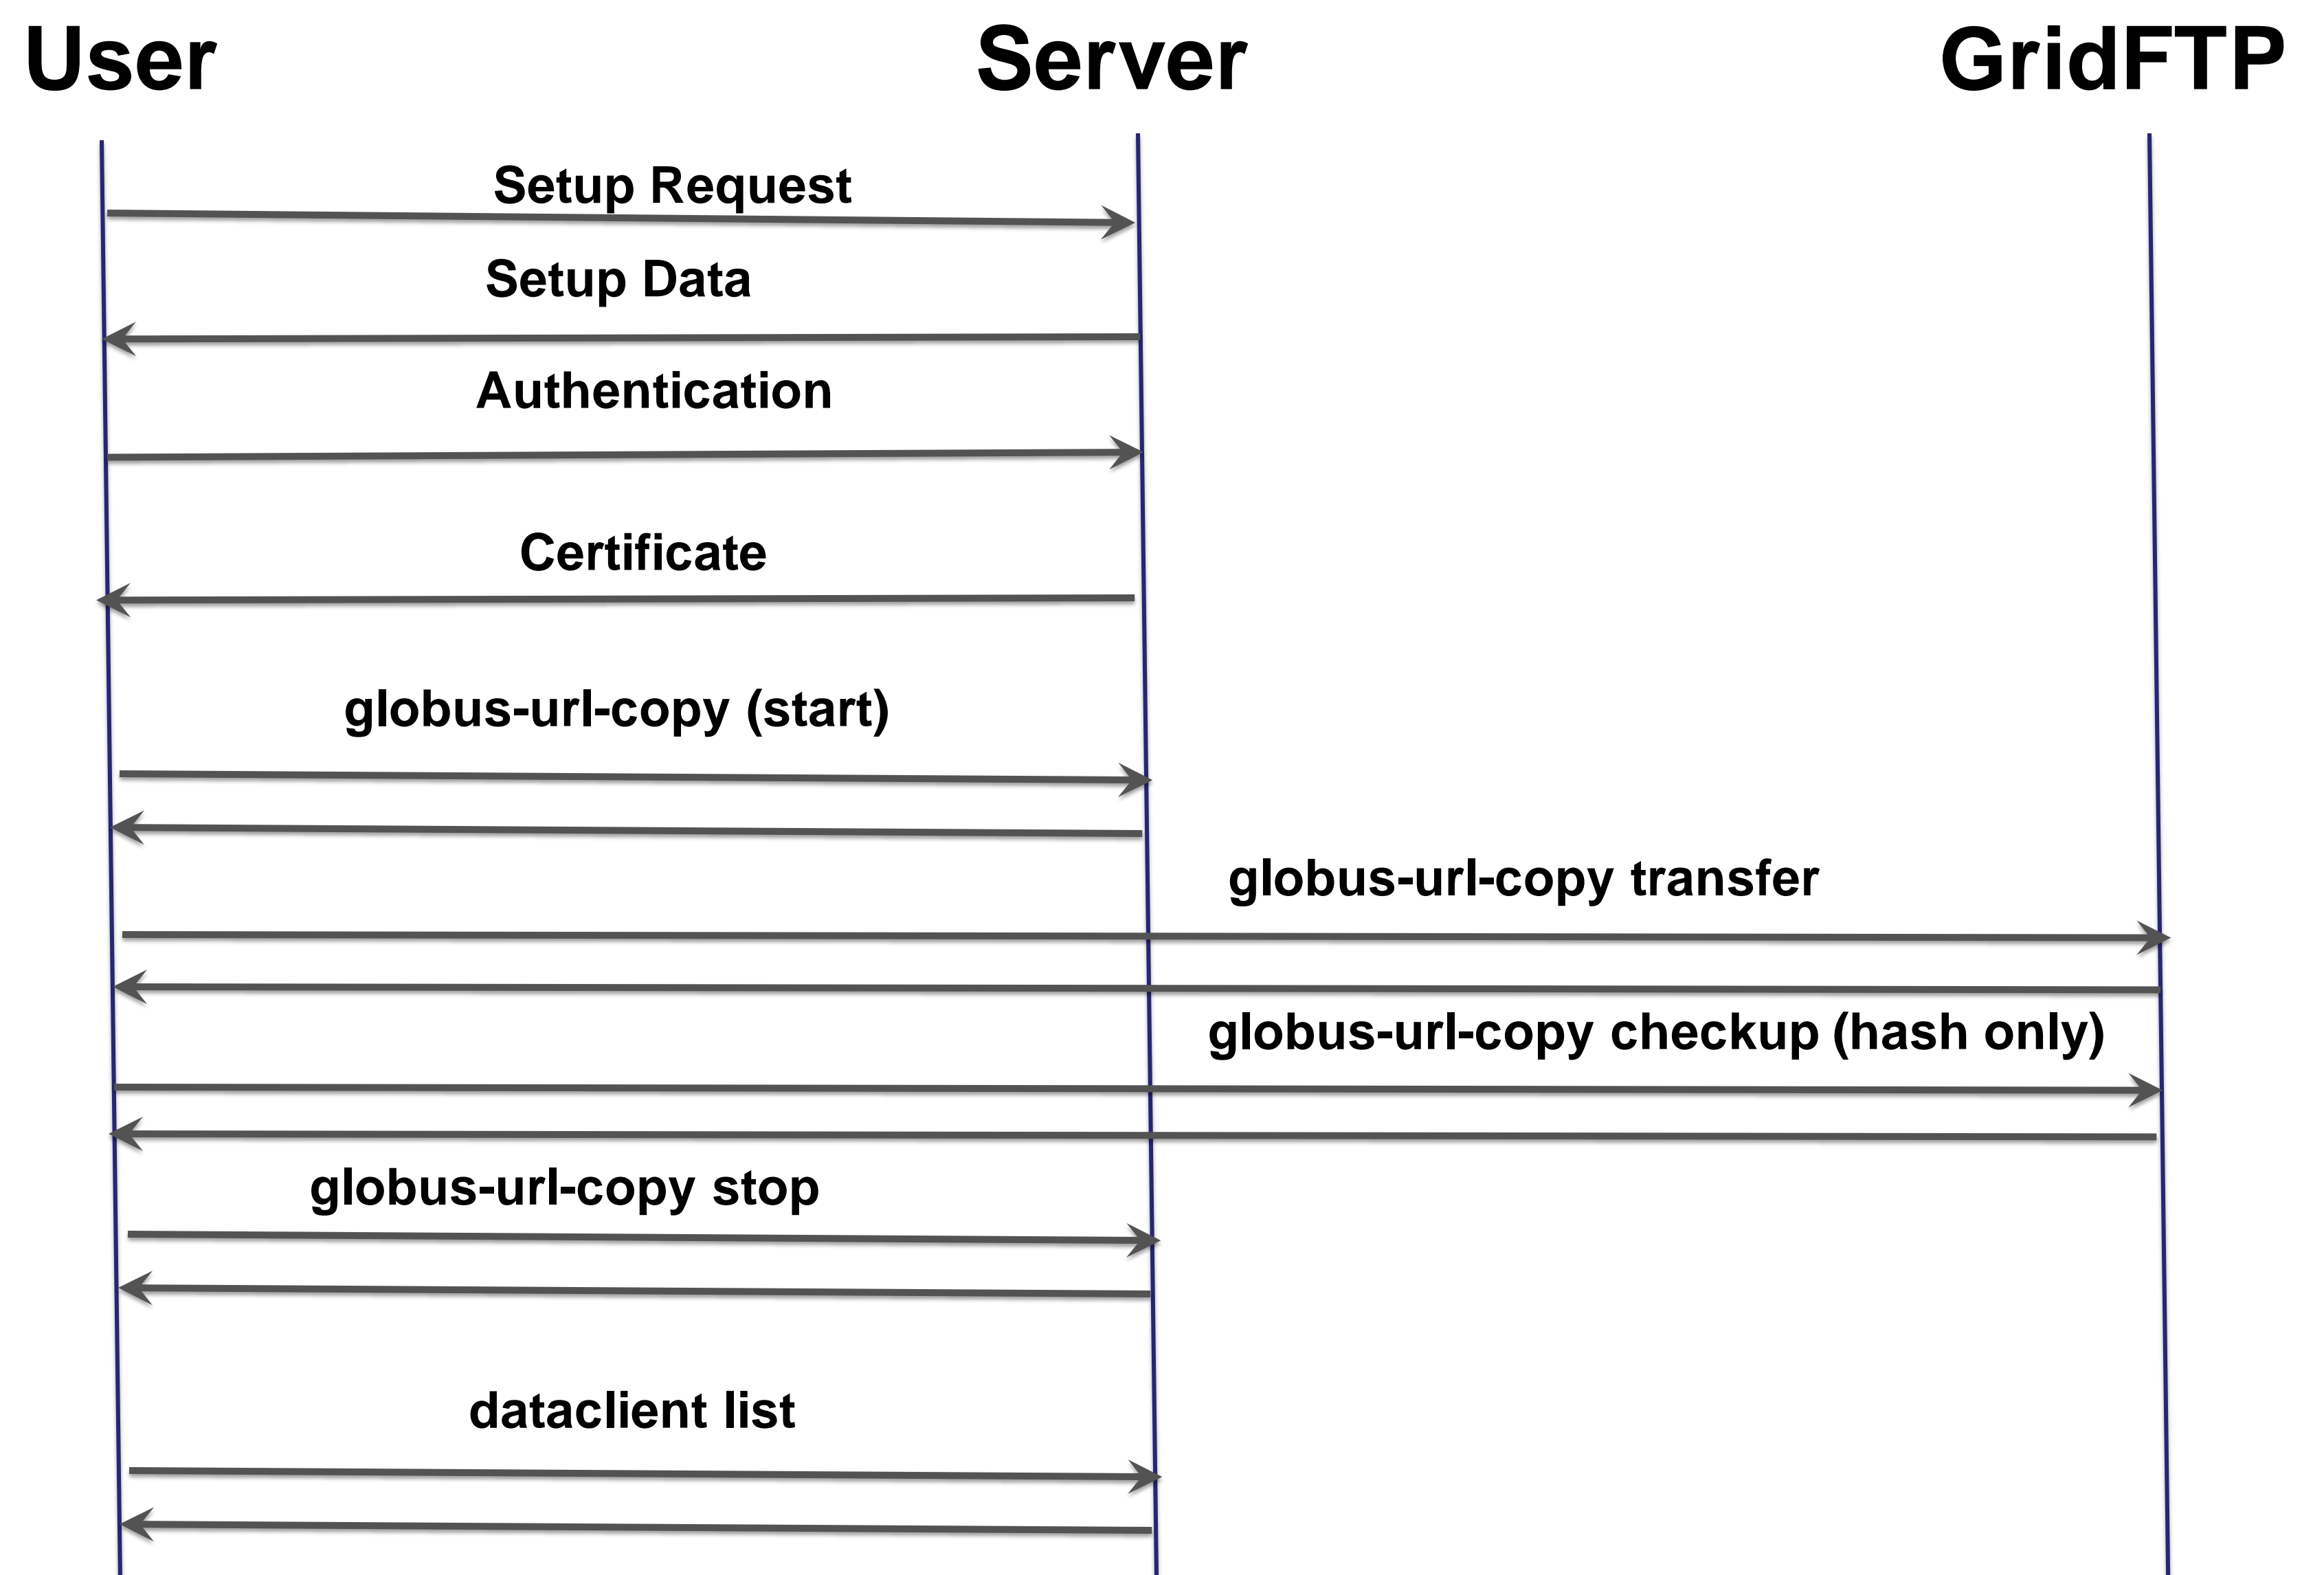 User
Server
GridFTP
Setup Request
Setup Data
Authentication
Certificate
globus-url-copy (start)
globus-url-copy transfer
globus-url-copy checkup (hash only)
globus-url-copy stop
dataclient list